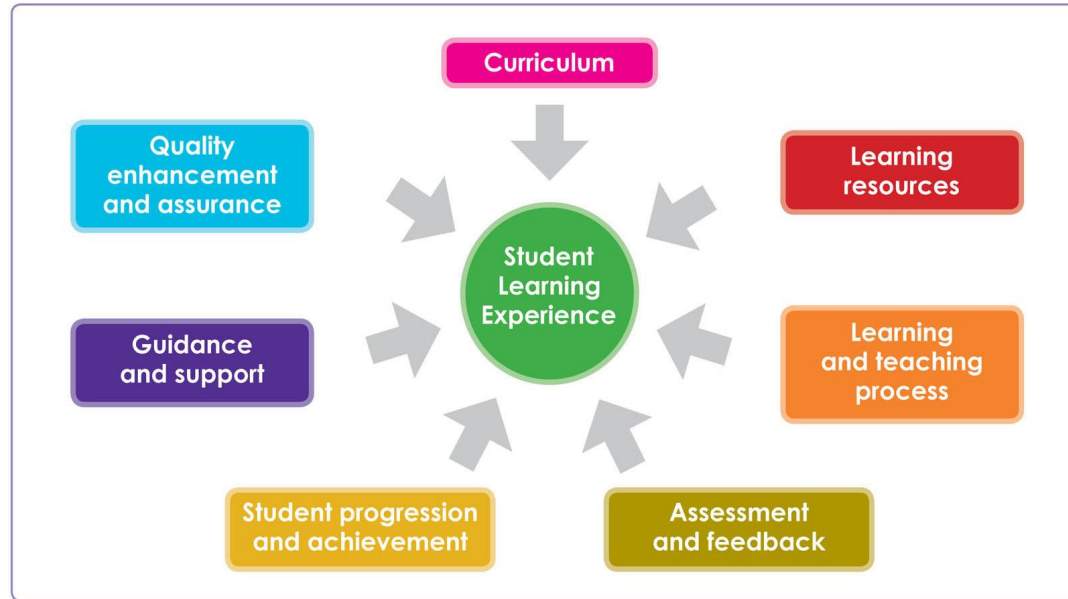 Curriculum
Quality
enhancement
and assurance
Learning
resources
Student
Learning
Experience
Guidance
and support
Learning
and teaching
process
Student progression
and achievement
Assessment
and feedback